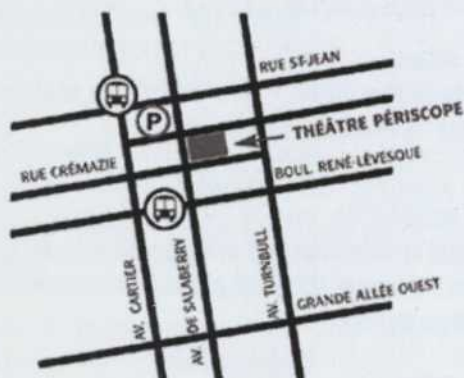 RUE ST-JEAN
P
THÉÂTRE PÉRISCOPE
RUE CRÉMAZIE
BOUL. RENÉ-LÉVESQUE
AV. CARTIER
AV. DE SALABERRY
AV. TURNBULL
GRANDE ALLÉE OUEST